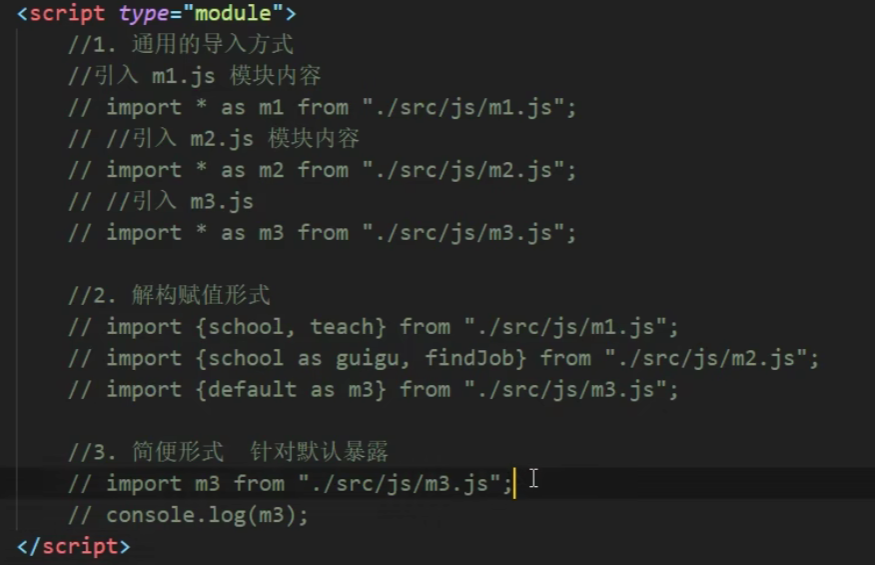 <script type="module">
//1. 通用的导入方式
//引入 m1.js 模块内容
// import * as m1 from "./src/js/m1.js";
// //引入 m2.js 模块内容
// import * as m2 from "./src/js/m2.js";
// //引入 m3.js
// import * as m3 from "./src/js/m3.js";
//2. 解构赋值形式
// import {school, teach} from "./src/js/m1.js";
// import {school as guigu, findJob} from "./src/js/m2.js";
// import {default as m3} from "./src/js/m3.js";
//3. 简便形式  针对默认暴露
// import m3 from "./src/js/m3.js";
// console.log(m3);
</script>